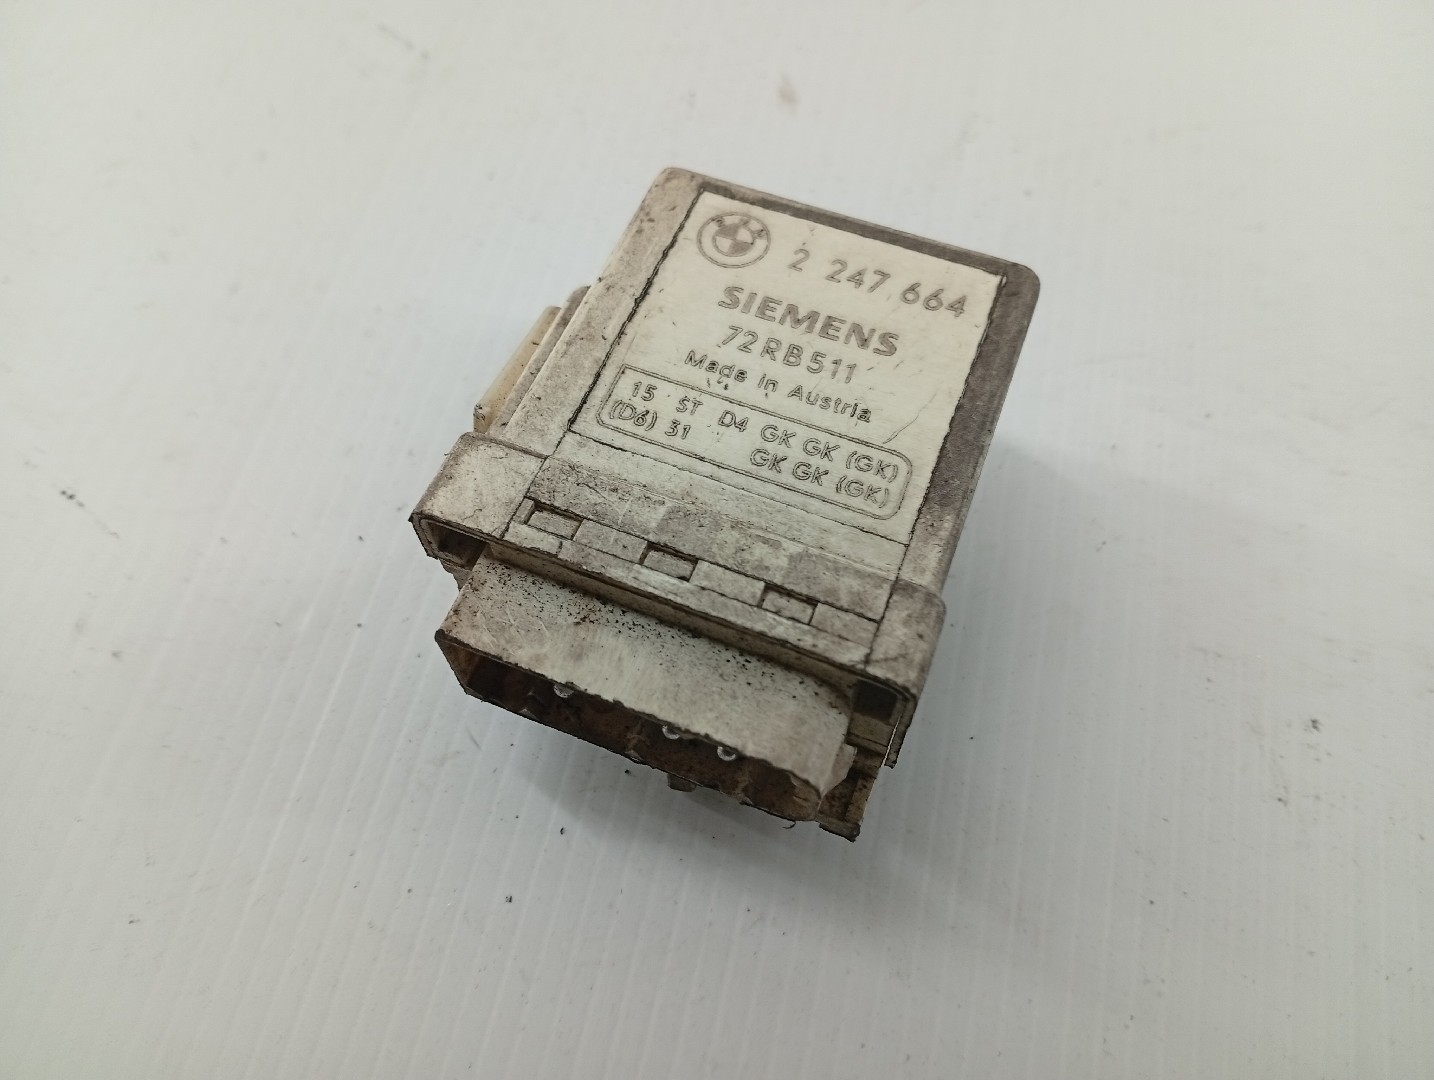 BMW 2 247 664
SIEMENS
72RB511
Made in Austria
15 ST D4 GK GK (GK)
(D6) 31 GK GK (GK)